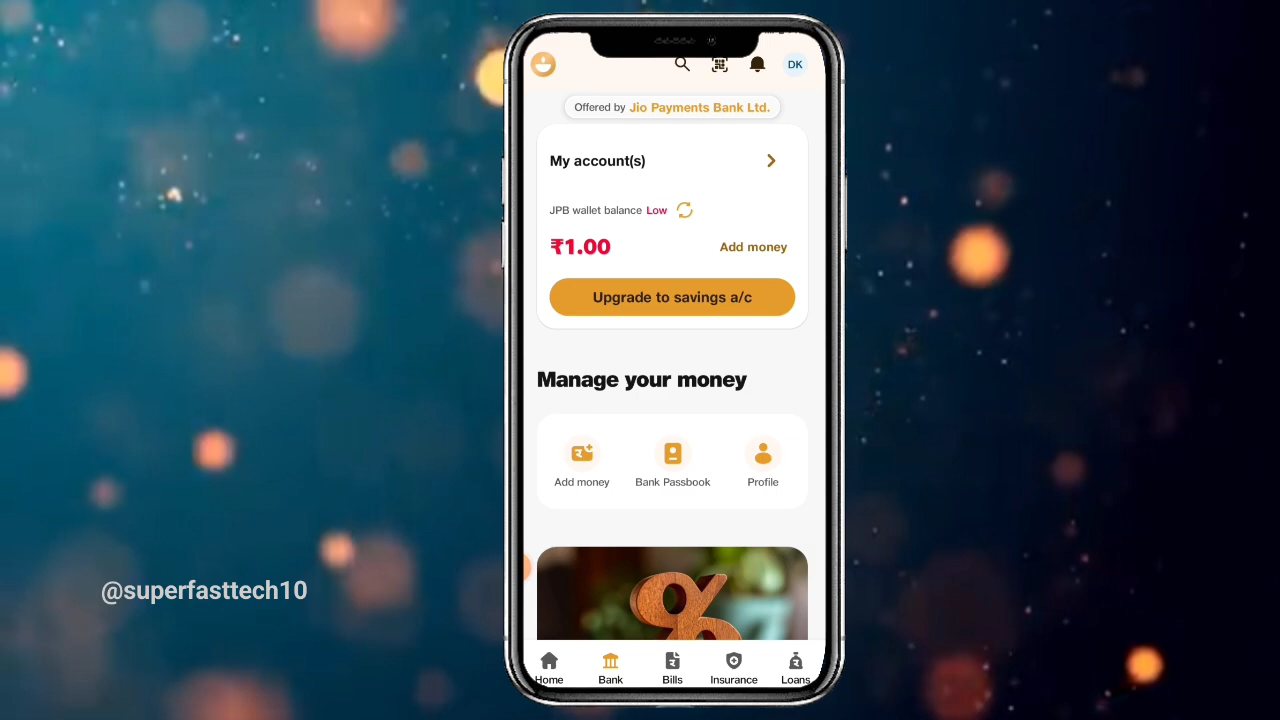 DK
Offered by Jio Payments Bank Ltd.
My account(s)
JPB wallet balance Low
₹1.00
Add money
Upgrade to savings a/c
Manage your money
Add money
Bank Passbook
Profile
@superfasttech10
Home
Bank
Bills
Insurance
Loans